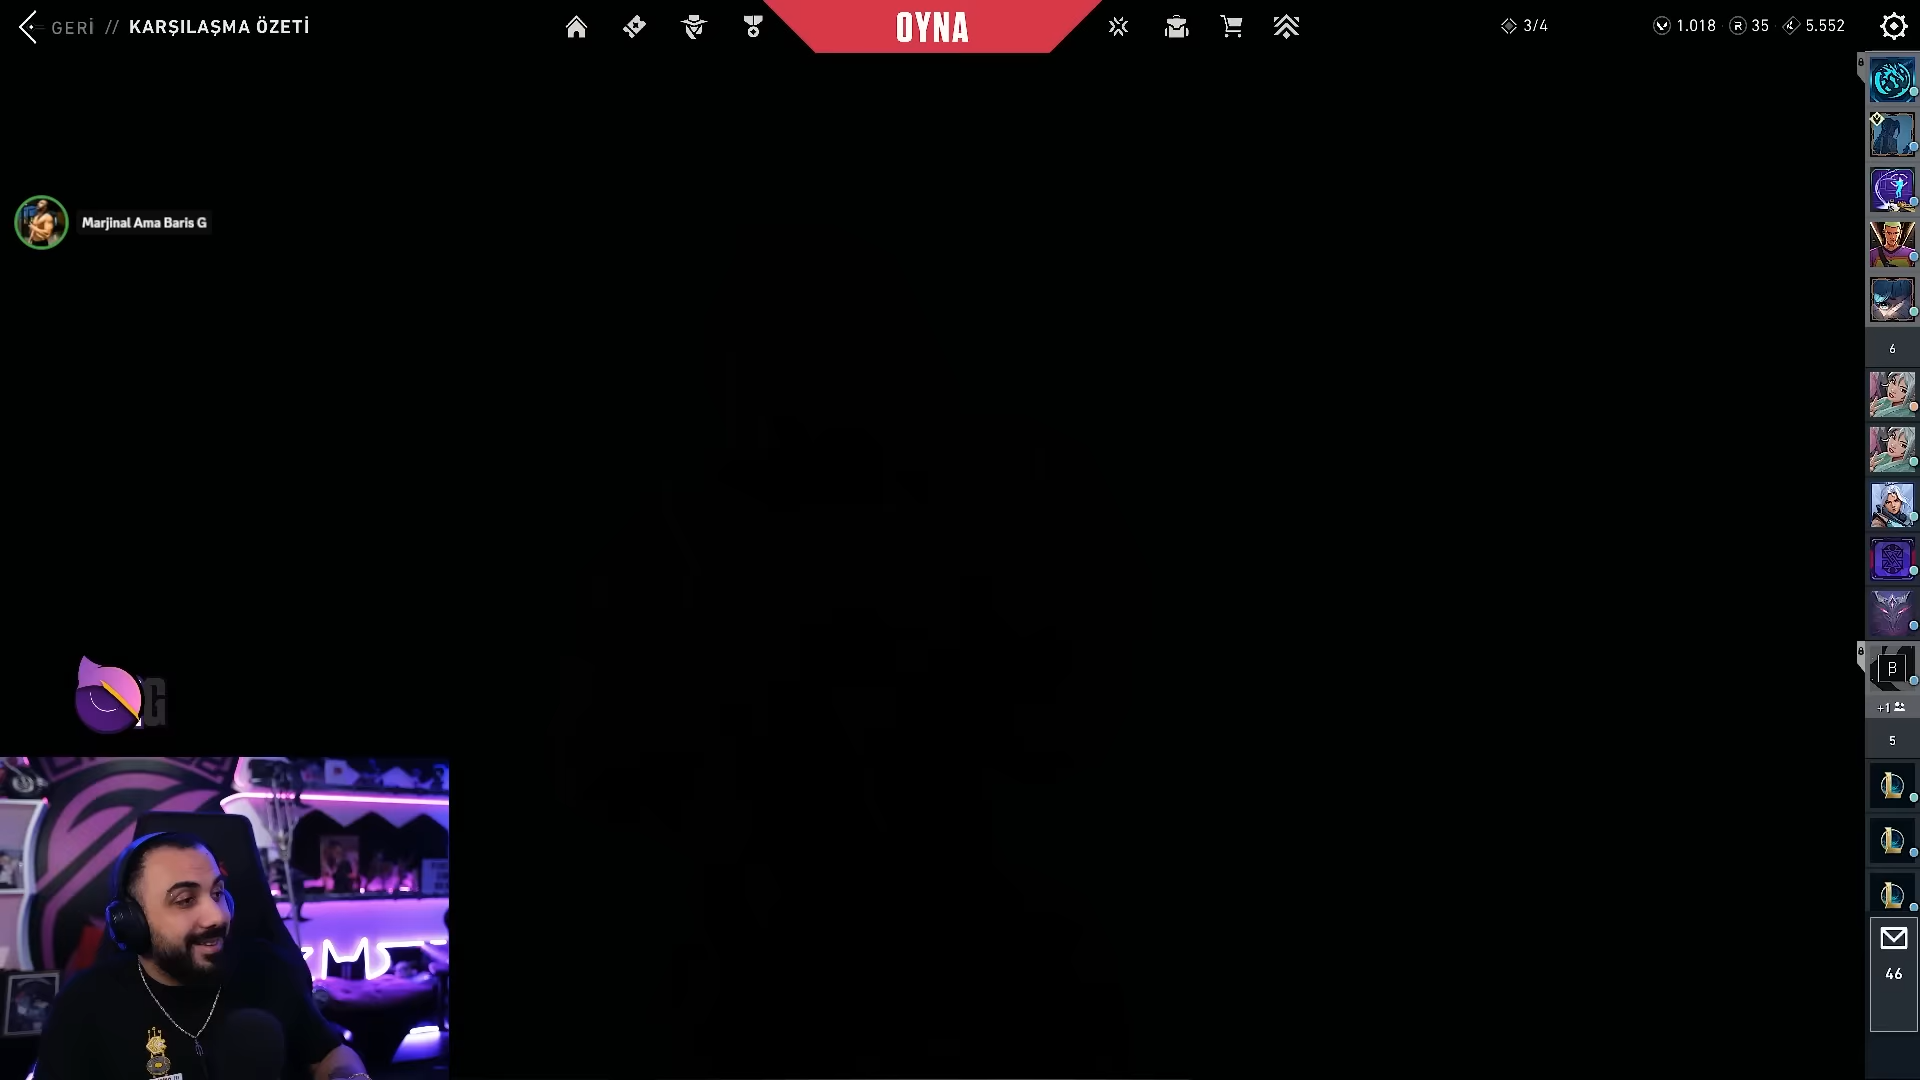 GERİ // KARŞILAŞMA ÖZETİ
OYNA
3/4
1.018
35
5.552
Marjinal Ama Baris G
6
G
β
+1
5
46